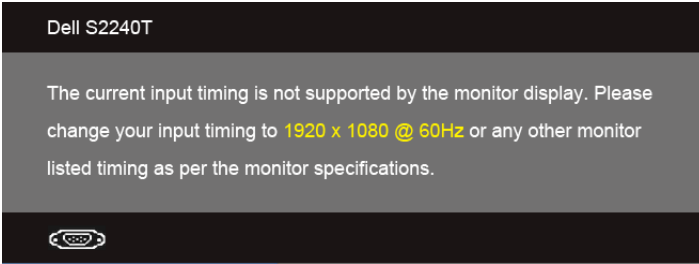 Dell S2240T
The current input timing is not supported by the monitor display. Please
change your input timing to 1920 x 1080 @ 60Hz or any other monitor
listed timing as per the monitor specifications.